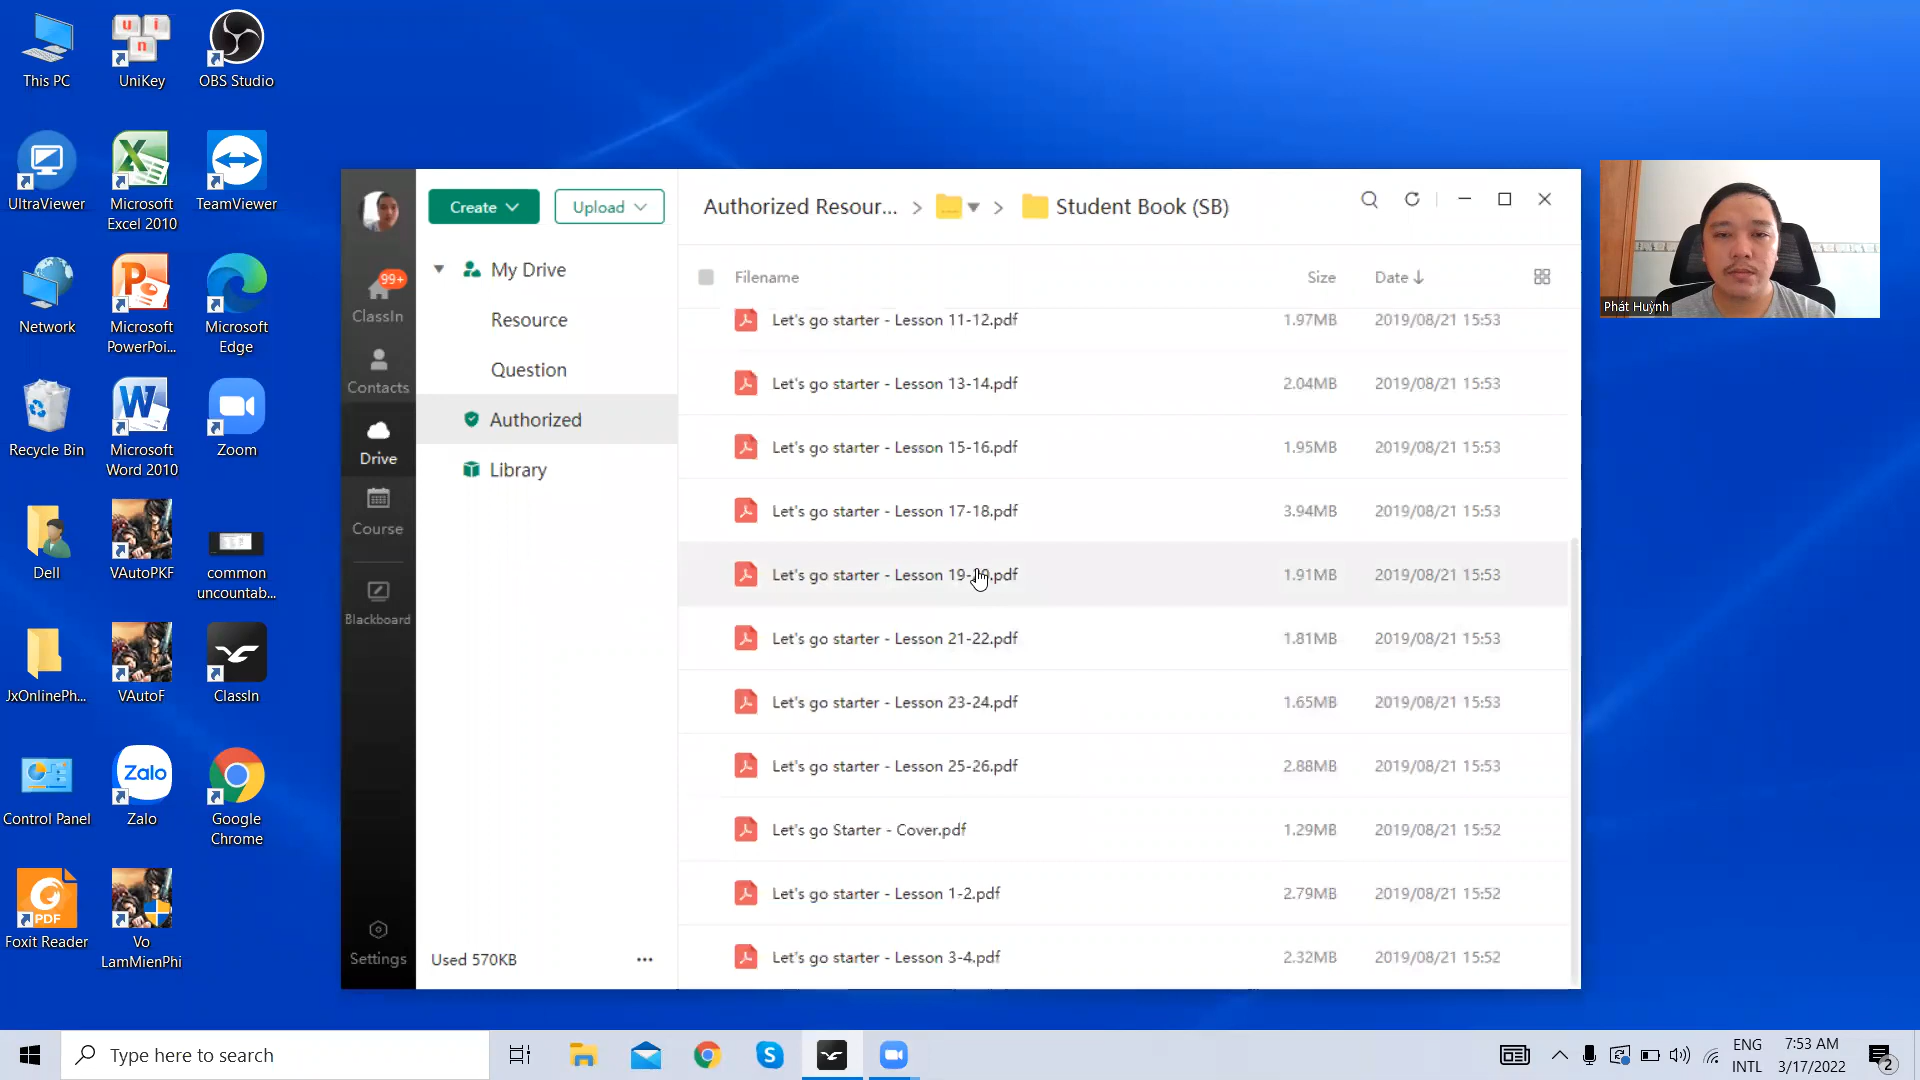 This PC
UniKey
OBS Studio
UltraViewer
Microsoft
Excel 2010
TeamViewer
Network
Microsoft
PowerPoi...
Microsoft
Edge
Recycle Bin
Microsoft
Word 2010
Zoom
Dell
VAutoPKF
common
uncountab...
JxOnlinePh...
VAutoF
ClassIn
Control Panel
Zalo
Zalo
Google
Chrome
PDF
Foxit Reader
Vo
LamMienPhi
99+
ClassIn
Contacts
Drive
Course
Blackboard
Settings
Create
Upload
My Drive
Resource
Question
Authorized
Library
Used 570KB
...
Authorized Resour... > > Student Book (SB)
Filename Size Date
Let's go starter - Lesson 11-12.pdf 1.97MB 2019/08/21 15:53
Let's go starter - Lesson 13-14.pdf 2.04MB 2019/08/21 15:53
Let's go starter - Lesson 15-16.pdf 1.95MB 2019/08/21 15:53
Let's go starter - Lesson 17-18.pdf 3.94MB 2019/08/21 15:53
Let's go starter - Lesson 19- .pdf 1.91MB 2019/08/21 15:53
Let's go starter - Lesson 21-22.pdf 1.81MB 2019/08/21 15:53
Let's go starter - Lesson 23-24.pdf 1.65MB 2019/08/21 15:53
Let's go starter - Lesson 25-26.pdf 2.88MB 2019/08/21 15:53
Let's go Starter - Cover.pdf 1.29MB 2019/08/21 15:52
Let's go starter - Lesson 1-2.pdf 2.79MB 2019/08/21 15:52
Let's go starter - Lesson 3-4.pdf 2.32MB 2019/08/21 15:52
Phát Huỳnh
Type here to search
ENG
INTL
7:53 AM
3/17/2022
2